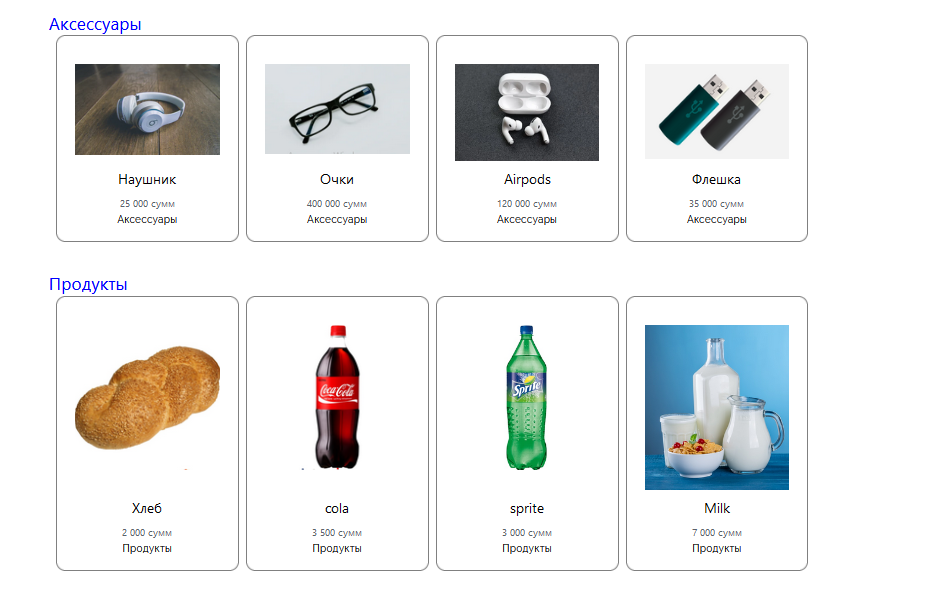 Аксессуары
Наушник
25 000 сумм
Аксессуары
Очки
400 000 сумм
Аксессуары
Airpods
120 000 сумм
Аксессуары
Флешка
35 000 сумм
Аксессуары
Продукты
Хлеб
2 000 сумм
Продукты
Coca-Cola
cola
3 500 сумм
Продукты
Sprite
sprite
3 000 сумм
Продукты
Milk
7 000 сумм
Продукты